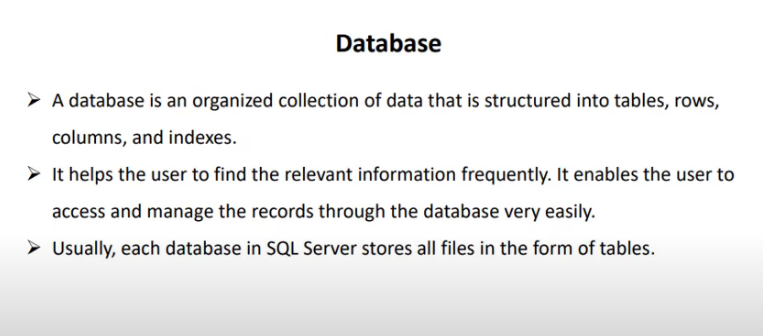 Database
➢ A database is an organized collection of data that is structured into tables, rows,
columns, and indexes.
➢ It helps the user to find the relevant information frequently. It enables the user to
access and manage the records through the database very easily.
➢ Usually, each database in SQL Server stores all files in the form of tables.